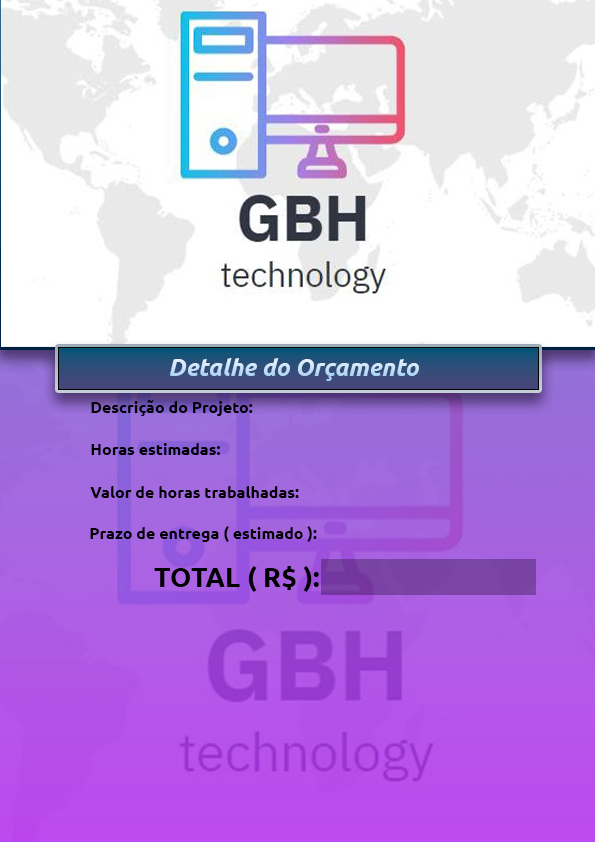 GBH
technology
Detalhe do Orçamento
Descrição do Projeto:
Horas estimadas:
Valor de horas trabalhadas:
Prazo de entrega ( estimado ):
TOTAL ( R$ ):
GBH
technology